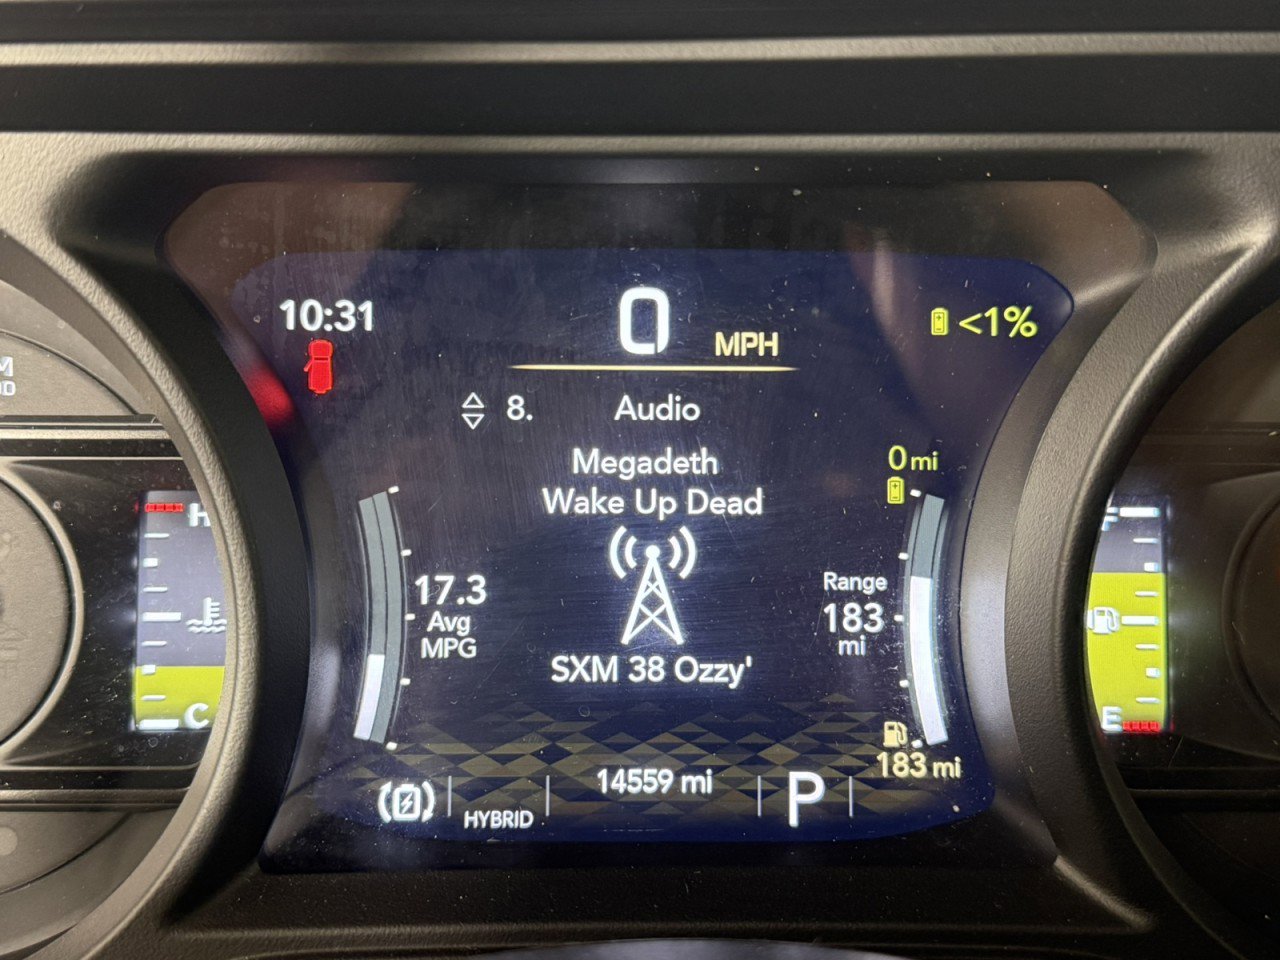 10:31
0 MPH
<1%
8. Audio
Megadeth
Wake Up Dead
0 mi
17.3
Avg
MPG
Range
183
mi
SXM 38 Ozzy'
183 mi
14559 mi
HYBRID
P
H
C
F
E